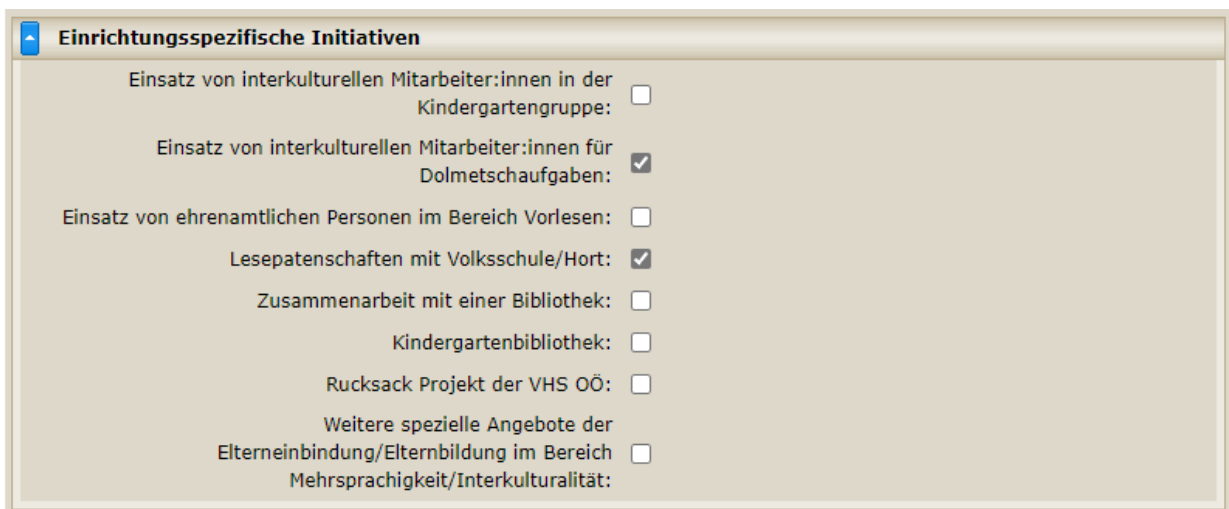 Einrichtungsspezifische Initiativen
Einsatz von interkulturellen Mitarbeiter:innen in der
Kindergartengruppe:
Einsatz von interkulturellen Mitarbeiter:innen für
Dolmetschaufgaben:
Einsatz von ehrenamtlichen Personen im Bereich Vorlesen:
Lesepatenschaften mit Volksschule/Hort:
Zusammenarbeit mit einer Bibliothek:
Kindergartenbibliothek:
Rucksack Projekt der VHS OÖ:
Weitere spezielle Angebote der
Elterneinbindung/Elternbildung im Bereich
Mehrsprachigkeit/Interkulturalität: